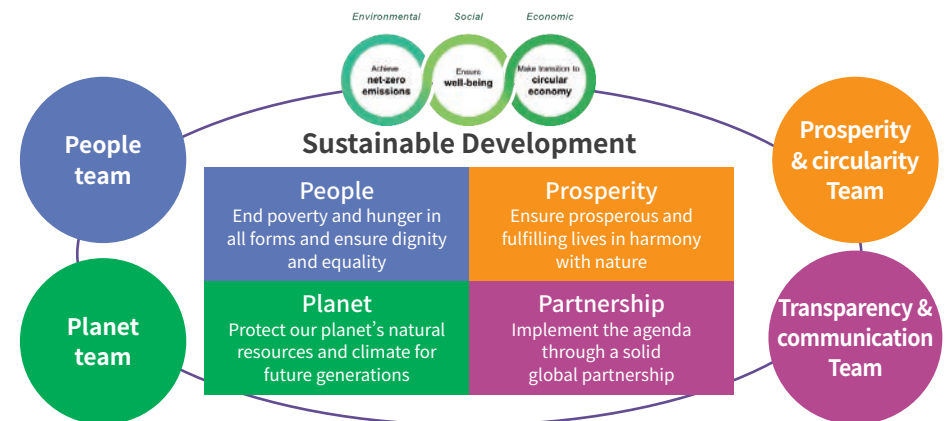 Environmental
Social
Economic
Achieve
net-zero
emissions
Ensure
well-being
Make transition to
circular
economy
Sustainable Development
People
team
Prosperity
& circularity
Team
People
End poverty and hunger in
all forms and ensure dignity
and equality
Prosperity
Ensure prosperous and
fulfilling lives in harmony
with nature
Planet
Protect our planet's natural
resources and climate for
future generations
Partnership
Implement the agenda
through a solid
global partnership
Planet
team
Transparency &
communication
Team